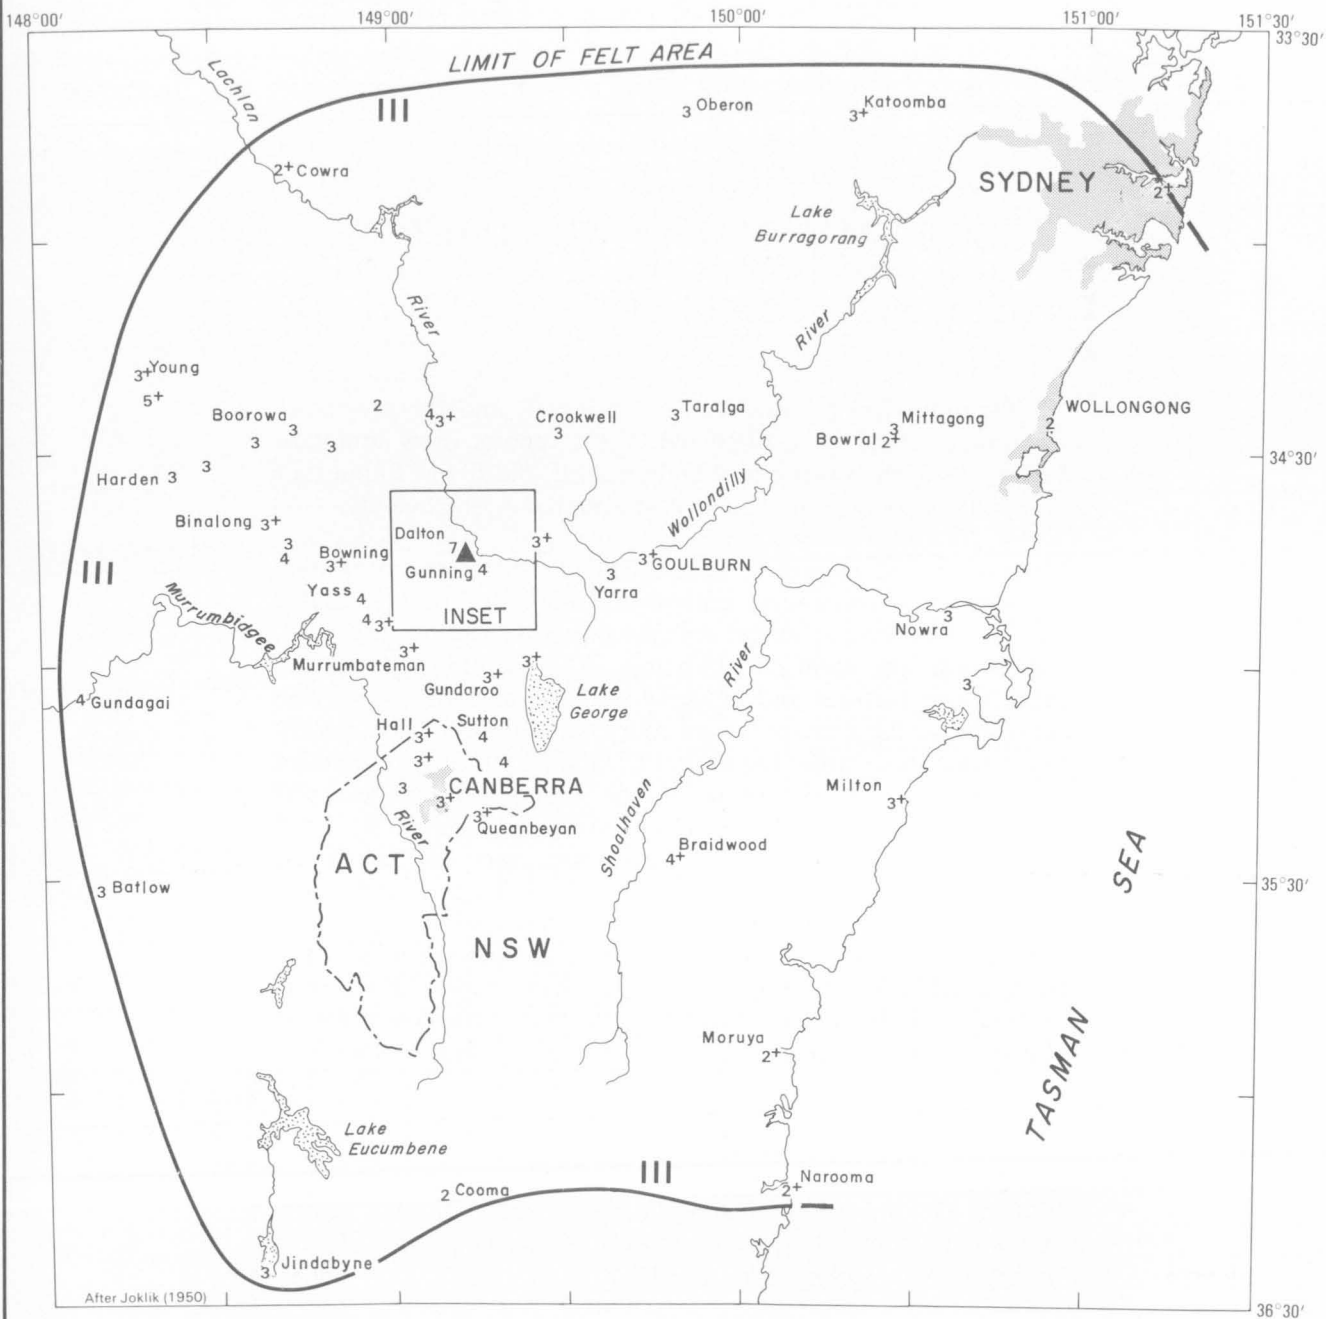 148°00′ 149°00′ 150°00′ 151°00′ 151°30′
33°30′
LIMIT OF FELT AREA
Lachlan
III
3 Oberon
3+ Katoomba
2+ Cowra
SYDNEY
2+
Lake
Burragorang
River
River
3+ Young
5+
Boorowa
3
3
3
2
4 3+
Crookwell
3
3 Taralga
Mittagong
3
Bowral 2+
WOLLONGONG
2
34°30′
Harden 3
3
Binalong 3+
3
4
Bowning
3+
Wollondilly
Dalton
7
Gunning 4
3+
3+
GOULBURN
3
Yarra
INSET
III
Yass 4
4 3+
Murrumbidgee
3+
Murrumbateman
3+
3+
Gundaroo
Lake
George
River
3
Nowra
3
4 Gundagai
Hall
3+
Sutton
4
3+
4
3
CANBERRA
3+
3+
Queanbeyan
River
Shoalhaven
Milton
3+
Braidwood
4+
ACT
3 Batlow
NSW
SEA
35°30′
TASMAN
Moruya
2+
Lake
Eucumbene
III
2 Cooma
Narooma
2+
Jindabyne
3
After Joklik (1950)
36°30′